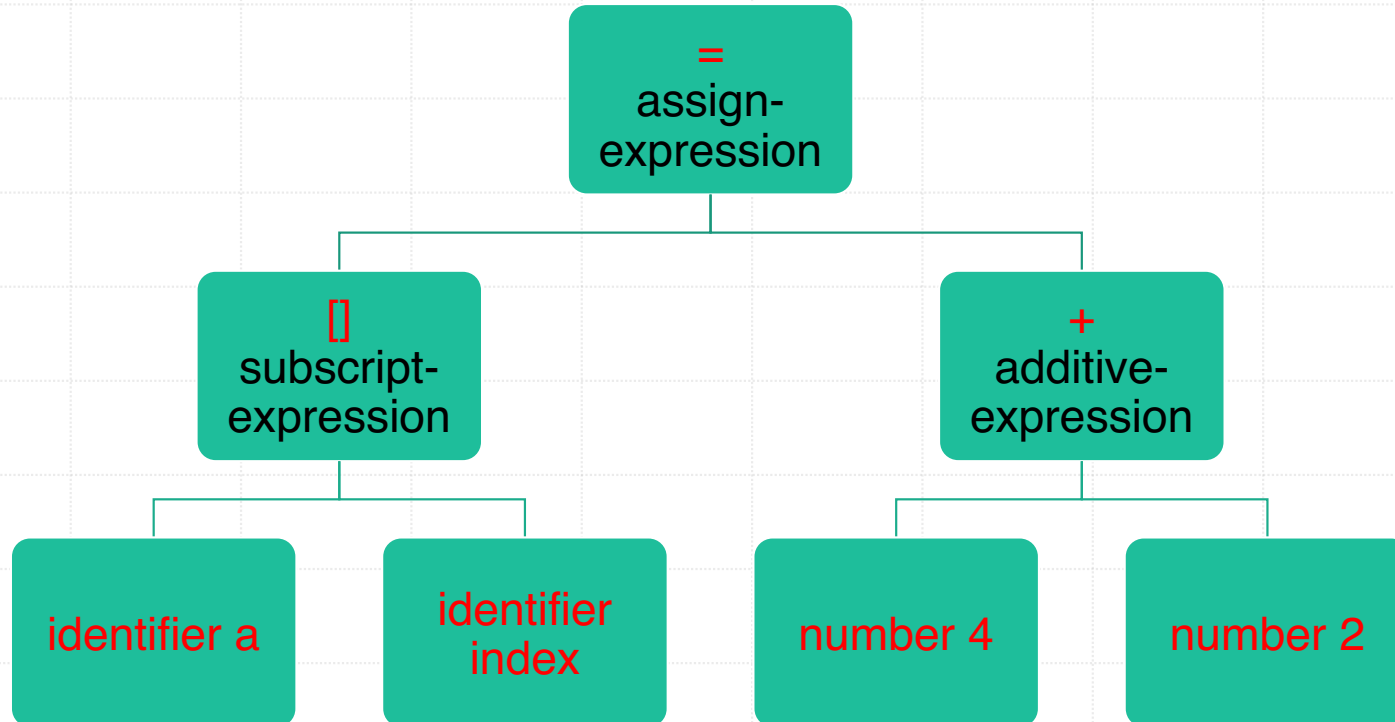 =
assign-
expression
[]
subscript-
expression
+
additive-
expression
identifier a
identifier
index
number 4
number 2